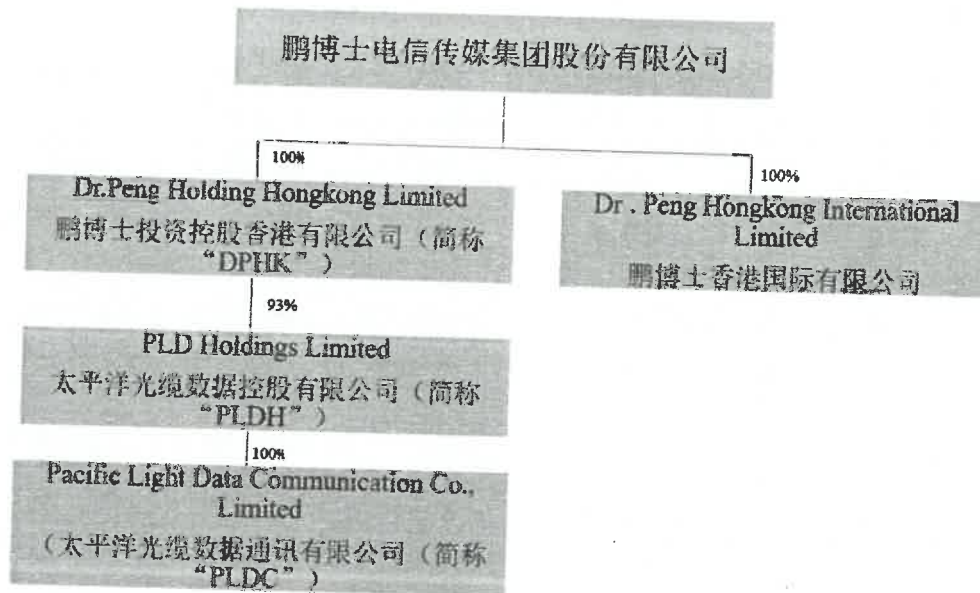 鹏博士电信传媒集团股份有限公司
100%
100%
Dr.Peng Holding Hongkong Limited
鹏博士投资控股香港有限公司（简称
“DPHK”）
Dr . Peng Hongkong International
Limited
鹏博士香港国际有限公司
93%
PLD Holdings Limited
太平洋光缆数据控股有限公司（简称
“PLDH”）
100%
Pacific Light Data Communication Co.,
Limited
（太平洋光缆数据通讯有限公司（简称
“PLDC”）